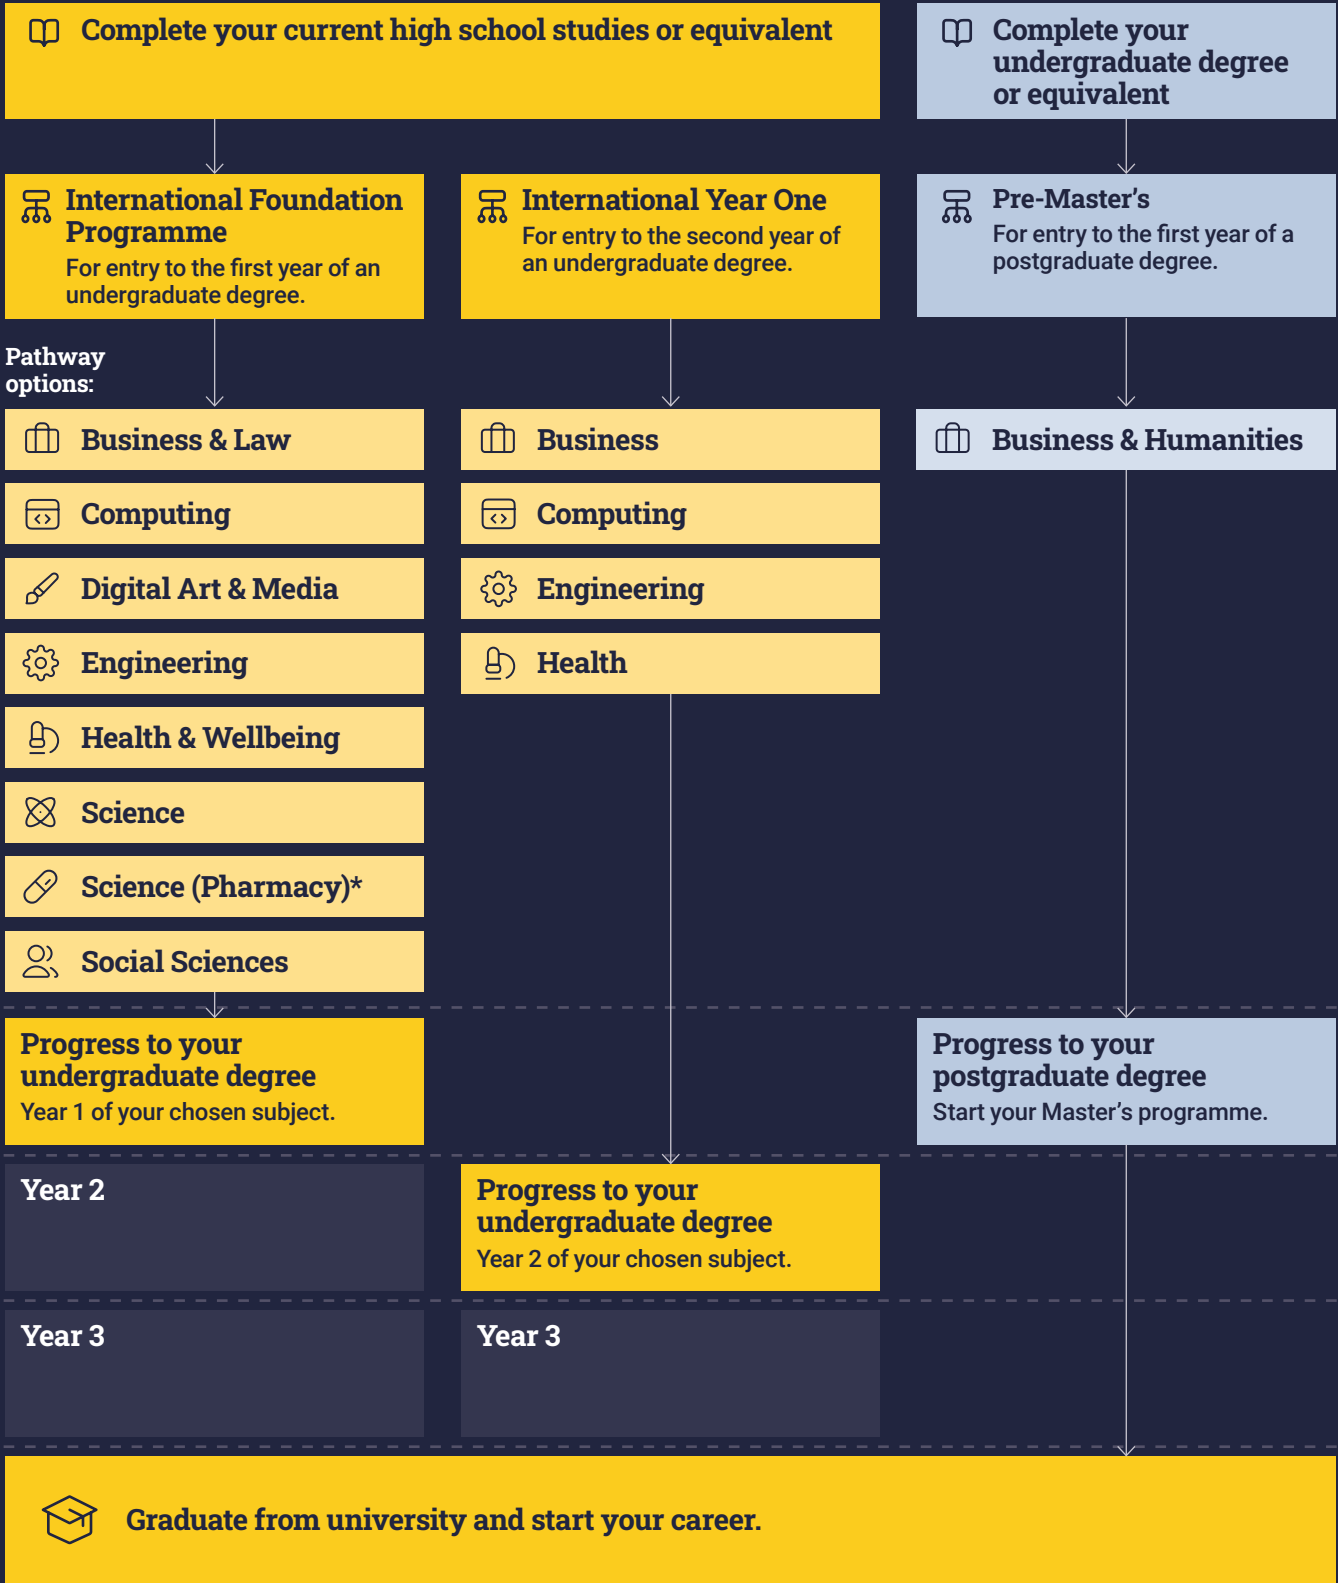 Complete your current high school studies or equivalent
Complete your
undergraduate degree
or equivalent
International Foundation
Programme
For entry to the first year of an
undergraduate degree.
International Year One
For entry to the second year of
an undergraduate degree.
Pre-Master’s
For entry to the first year of a
postgraduate degree.
Pathway
options:
Business & Law
Computing
Digital Art & Media
Engineering
Health & Wellbeing
Science
Science (Pharmacy)*
Social Sciences
Business
Computing
Engineering
Health
Business & Humanities
Progress to your
undergraduate degree
Year 1 of your chosen subject.
Progress to your
postgraduate degree
Start your Master’s programme.
Year 2
Progress to your
undergraduate degree
Year 2 of your chosen subject.
Year 3
Year 3
Graduate from university and start your career.